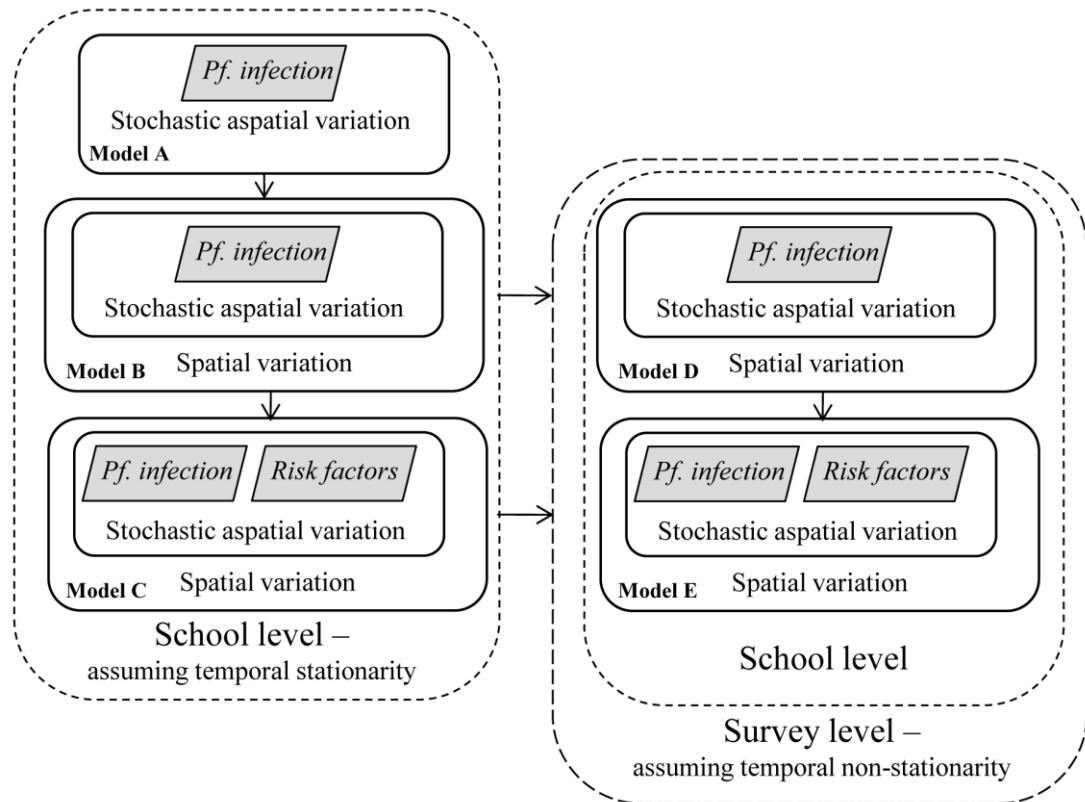 Pf. infection
Stochastic aspatial variation
Model A
Pf. infection
Stochastic aspatial variation
Spatial variation
Model B
Pf. infection Risk factors
Stochastic aspatial variation
Spatial variation
Model C
School level –
assuming temporal stationarity
Pf. infection
Stochastic aspatial variation
Spatial variation
Model D
Pf. infection Risk factors
Stochastic aspatial variation
Spatial variation
Model E
School level
Survey level –
assuming temporal non-stationarity